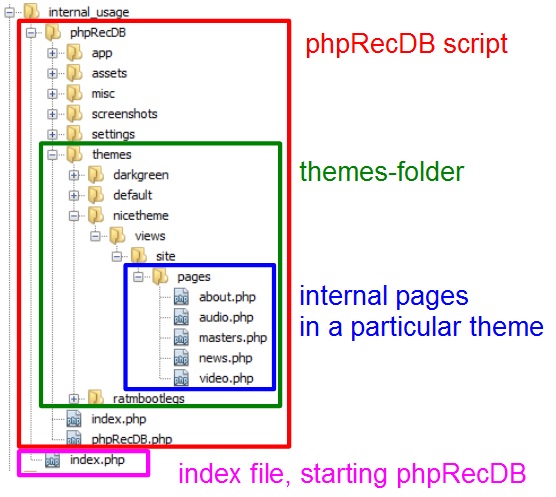 internal_usage
phpRecDB
phpRecDB script
app
assets
misc
screenshots
settings
themes
themes-folder
darkgreen
default
nicetheme
views
site
pages
about.php
audio.php
masters.php
news.php
video.php
internal pages
in a particular theme
ratmbootlegs
index.php
phpRecDB.php
index.php
index file, starting phpRecDB